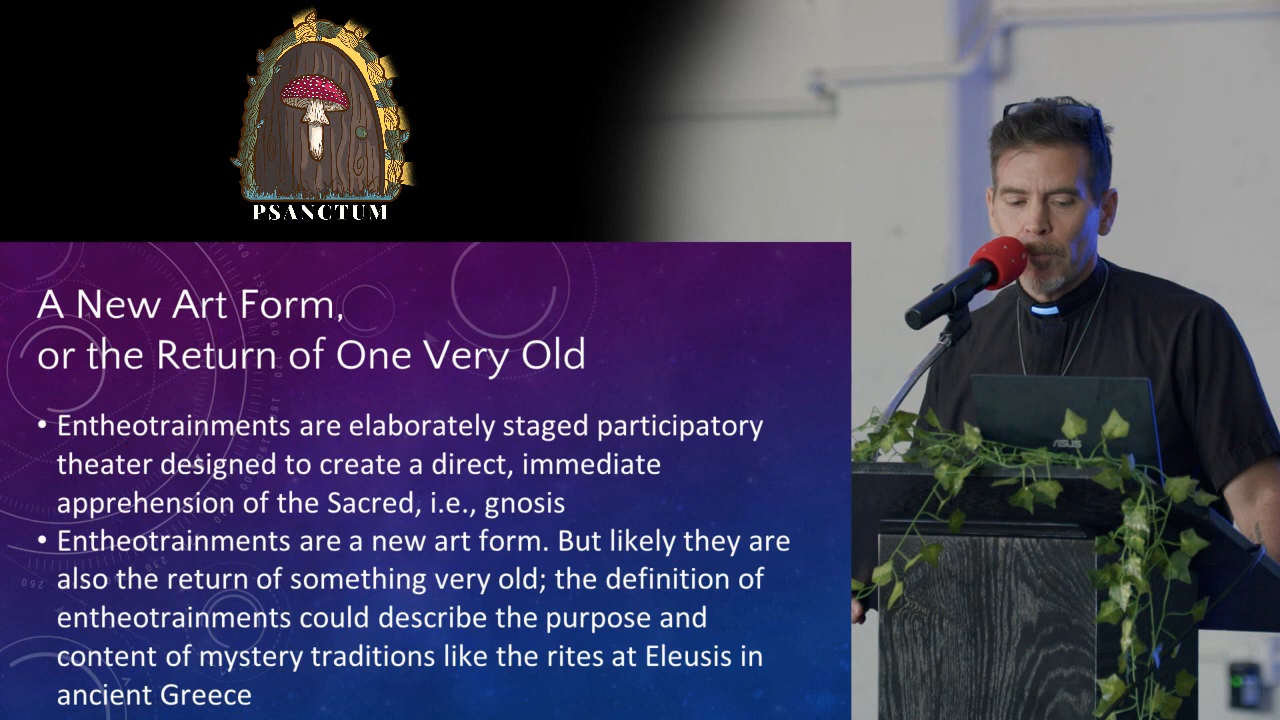 PSANCTUM
A New Art Form,
or the Return of One Very Old
• Entheotrainments are elaborately staged participatory
theater designed to create a direct, immediate
apprehension of the Sacred, i.e., gnosis
• Entheotrainments are a new art form. But likely they are
also the return of something very old; the definition of
entheotrainments could describe the purpose and
content of mystery traditions like the rites at Eleusis in
ancient Greece
ASUS